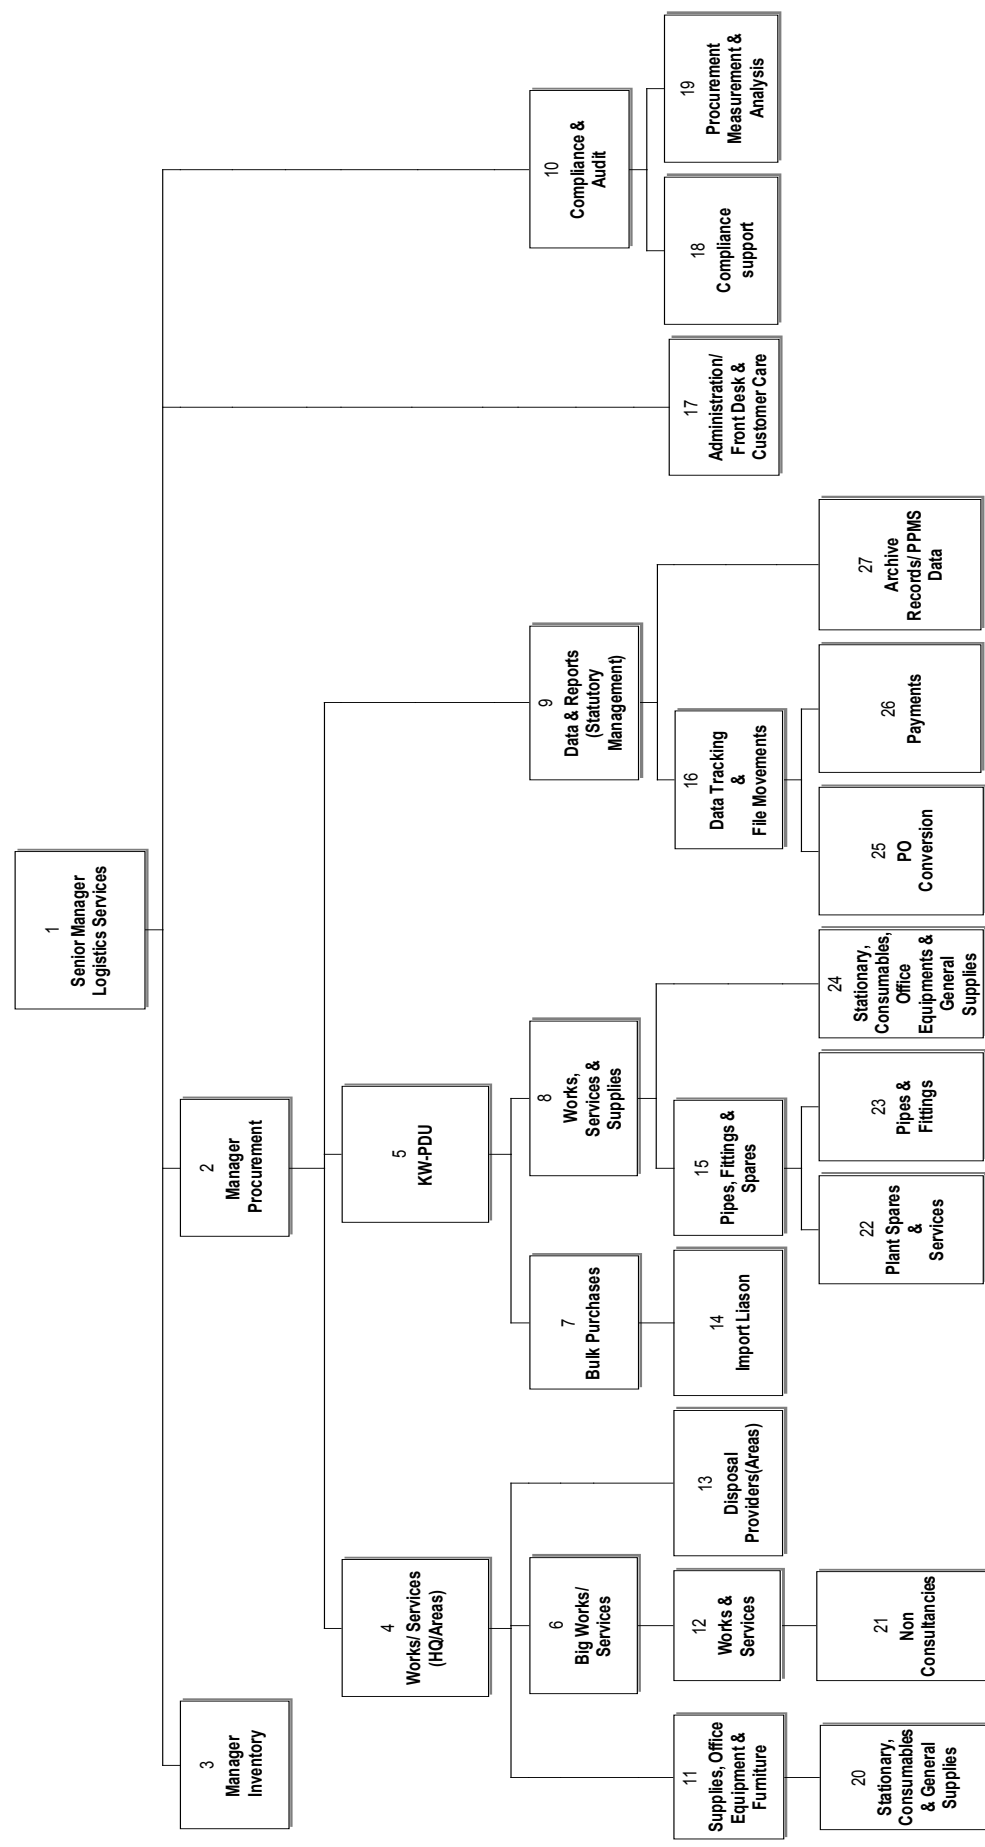 1
Senior Manager
Logistics Services
2
Manager
Procurement
3
Manager
Inventory
4
Works/ Services
(HQ/Areas)
5
KW-PDU
6
Big Works/
Services
7
Bulk Purchases
8
Works,
Services &
Supplies
9
Data & Reports
(Statutory
Management)
10
Compliance &
Audit
11
Supplies, Office
Equipment &
Furniture
12
Works &
Services
13
Disposal
Providers(Areas)
14
Import Liason
15
Pipes, Fittings &
Spares
16
Data Tracking
&
File Movements
17
Administration/
Front Desk &
Customer Care
18
Compliance
support
19
Procurement
Measurement &
Analysis
20
Stationary,
Consumables
& General
Supplies
21
Non
Consultancies
22
Plant Spares
&
Services
23
Pipes &
Fittings
24
Stationary,
Consumables,
Office
Equipments &
General
Supplies
25
PO
Conversion
26
Payments
27
Archive
Records/ PPMS
Data